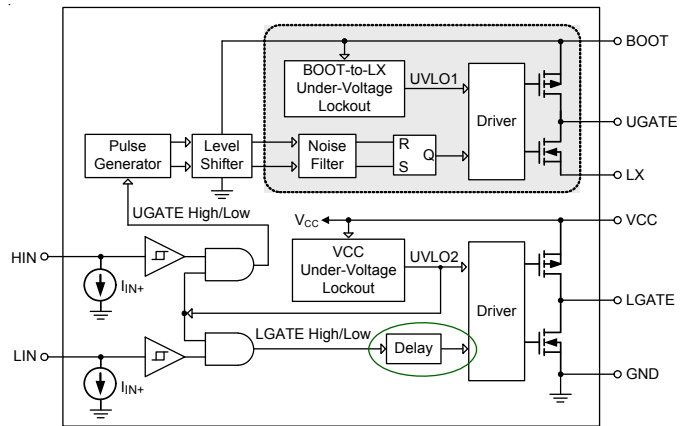 BOOT
BOOT-to-LX
Under-Voltage
Lockout
UVLO1
Driver
UGATE
Pulse
Generator
Level
Shifter
Noise
Filter
R
S
Q
LX
UGATE High/Low
VCC
VCC
HIN
VCC
Under-Voltage
Lockout
UVLO2
IIN+
Driver
LGATE
LGATE High/Low
LIN
Delay
IIN+
GND